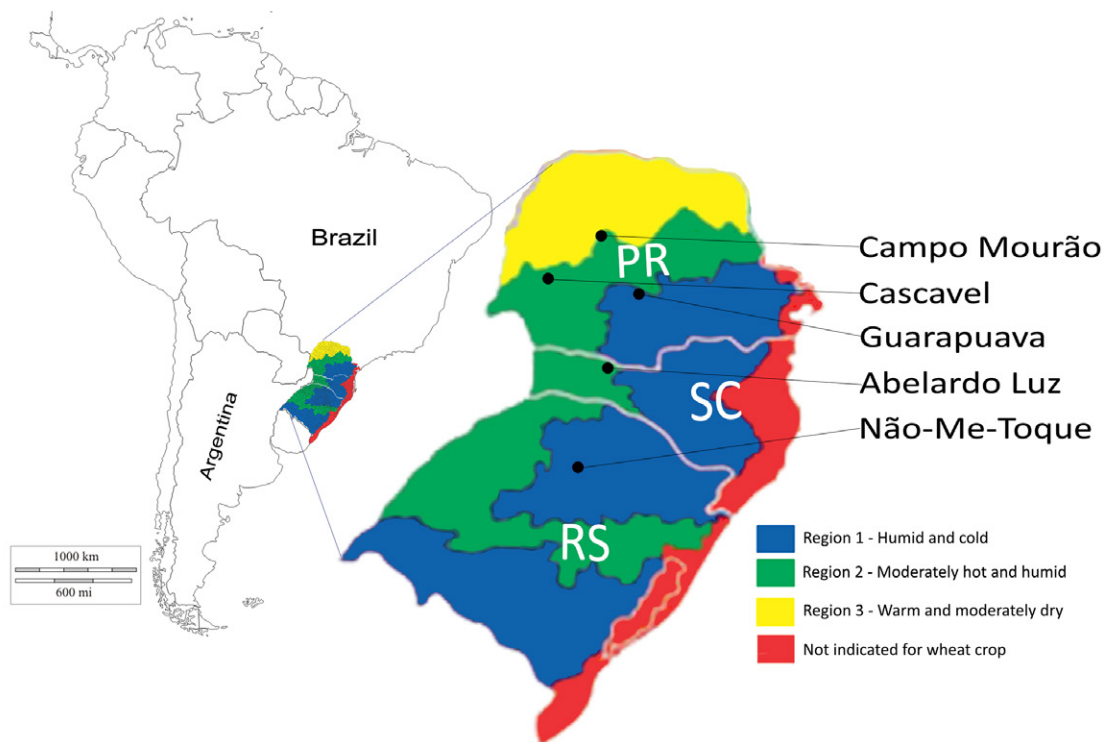 Brazil
Argentina
1000 km
600 mi
PR
SC
RS
Campo Mourão
Cascavel
Guarapuava
Abelardo Luz
Não-Me-Toque
Region 1 - Humid and cold
Region 2 - Moderately hot and humid
Region 3 - Warm and moderately dry
Not indicated for wheat crop